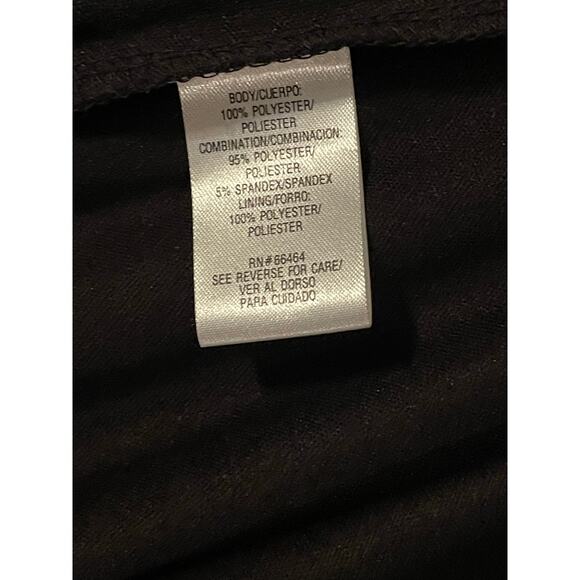 BODY/CUERPO:
100% POLYESTER/
POLIESTER
COMBINATION/COMBINACION:
95% POLYESTER/
POLIESTER
5% SPANDEX/SPANDEX
LINING/FORRO:
100% POLYESTER/
POLIESTER
RN#66464
SEE REVERSE FOR CARE/
VER AL DORSO
PARA CUIDADO